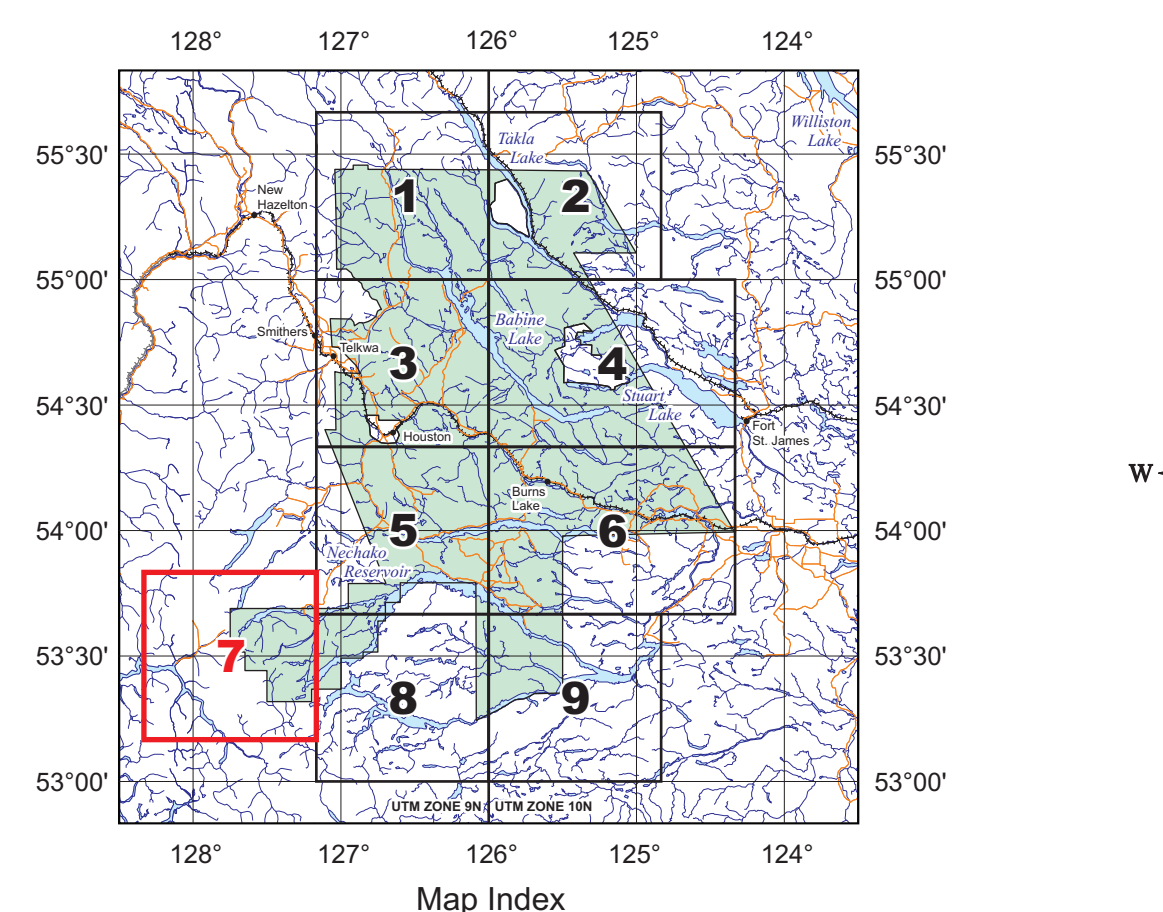 128° 127° 126° 125° 124°
Williston
Lake
Takla
Lake
55°30' 55°30'
1 2
New
Hazelton
55°00' 55°00'
Babine
Lake
Smithers
Telkwa
3 4
Stuart
Lake
54°30' 54°30'
Fort
St. James
Houston
W
Burns
Lake
54°00' 5 6 54°00'
Nechako
Reservoir
53°30' 7 53°30'
8 9
53°00' 53°00'
UTM ZONE 9N UTM ZONE 10N
128° 127° 126° 125° 124°
Map Index